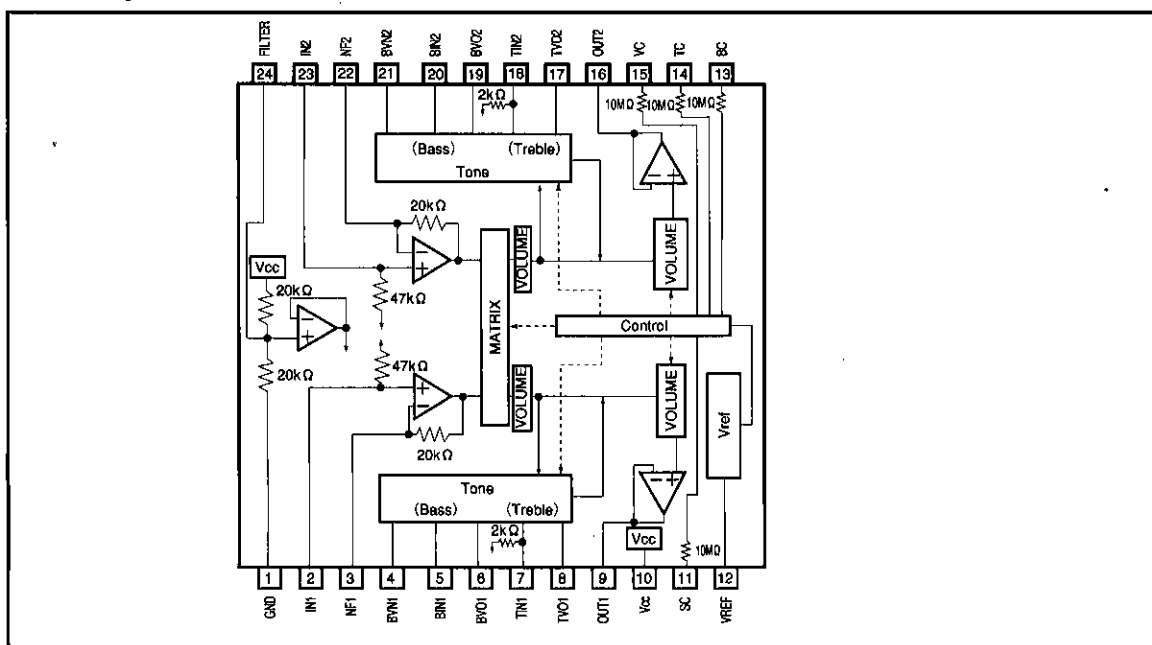 FILTER IN2 NF2 BVN2 BIN2 BVO2 TIN2 TVO2 OUT2 VC TC BC
24 23 22 21 20 19 18 17 16 15 14 13
2kΩ 10MΩ 10MΩ 10MΩ
(Bass) (Treble)
Tone
20kΩ
VOLUME VOLUME
Vcc
20kΩ 47kΩ
MATRIX
Control
47kΩ
20kΩ
VOLUME VOLUME
Vref
20kΩ
Tone
(Bass) (Treble)
2kΩ Vcc 10MΩ
1 2 3 4 5 6 7 8 9 10 11 12
GND IN1 NF1 BVN1 BIN1 BVO1 TIN1 TVO1 OUT1 Vcc SC VREF